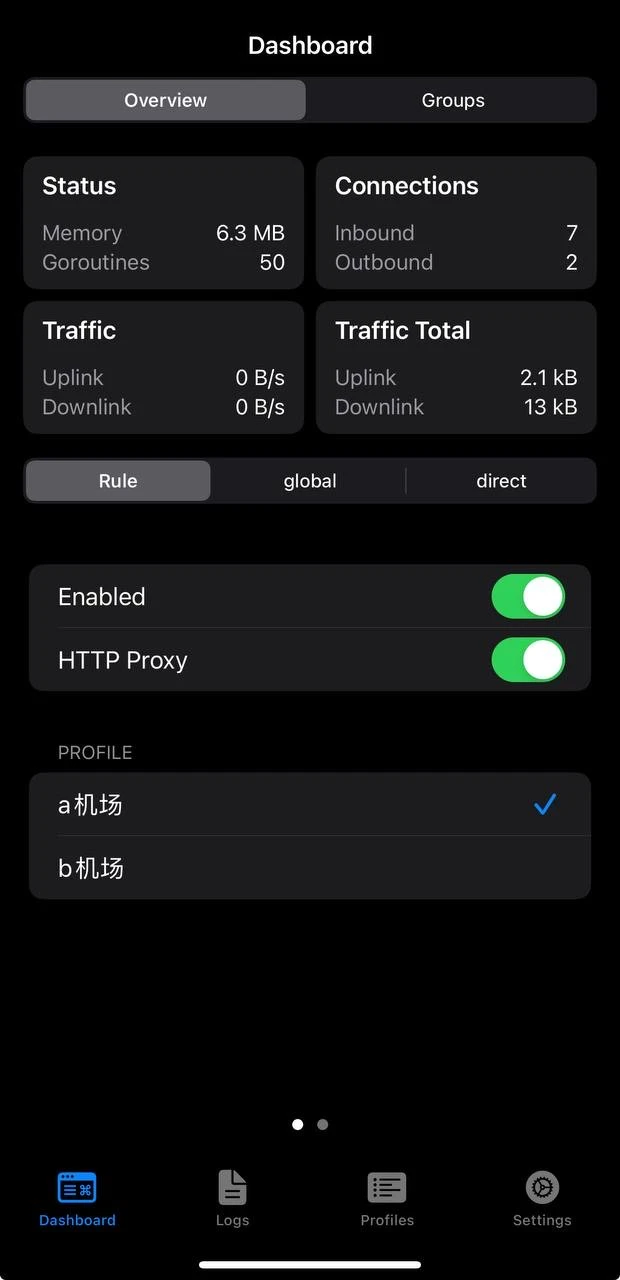 Dashboard
Overview Groups
Status
Memory 6.3 MB
Goroutines 50
Connections
Inbound 7
Outbound 2
Traffic
Uplink 0 B/s
Downlink 0 B/s
Traffic Total
Uplink 2.1 kB
Downlink 13 kB
Rule global direct
Enabled
HTTP Proxy
PROFILE
a机场
b机场
Dashboard Logs Profiles Settings